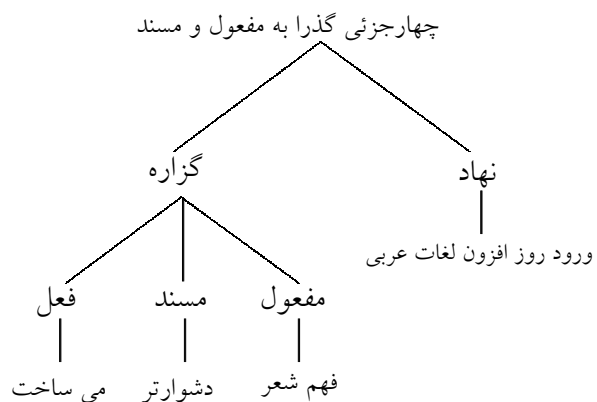 چهارجزئی گذرا به مفعول و مسند
نهاد
گزاره
ورود روز افزون لغات عربی
مفعول
مسند
فعل
فهم شعر
دشوارتر
می ساخت